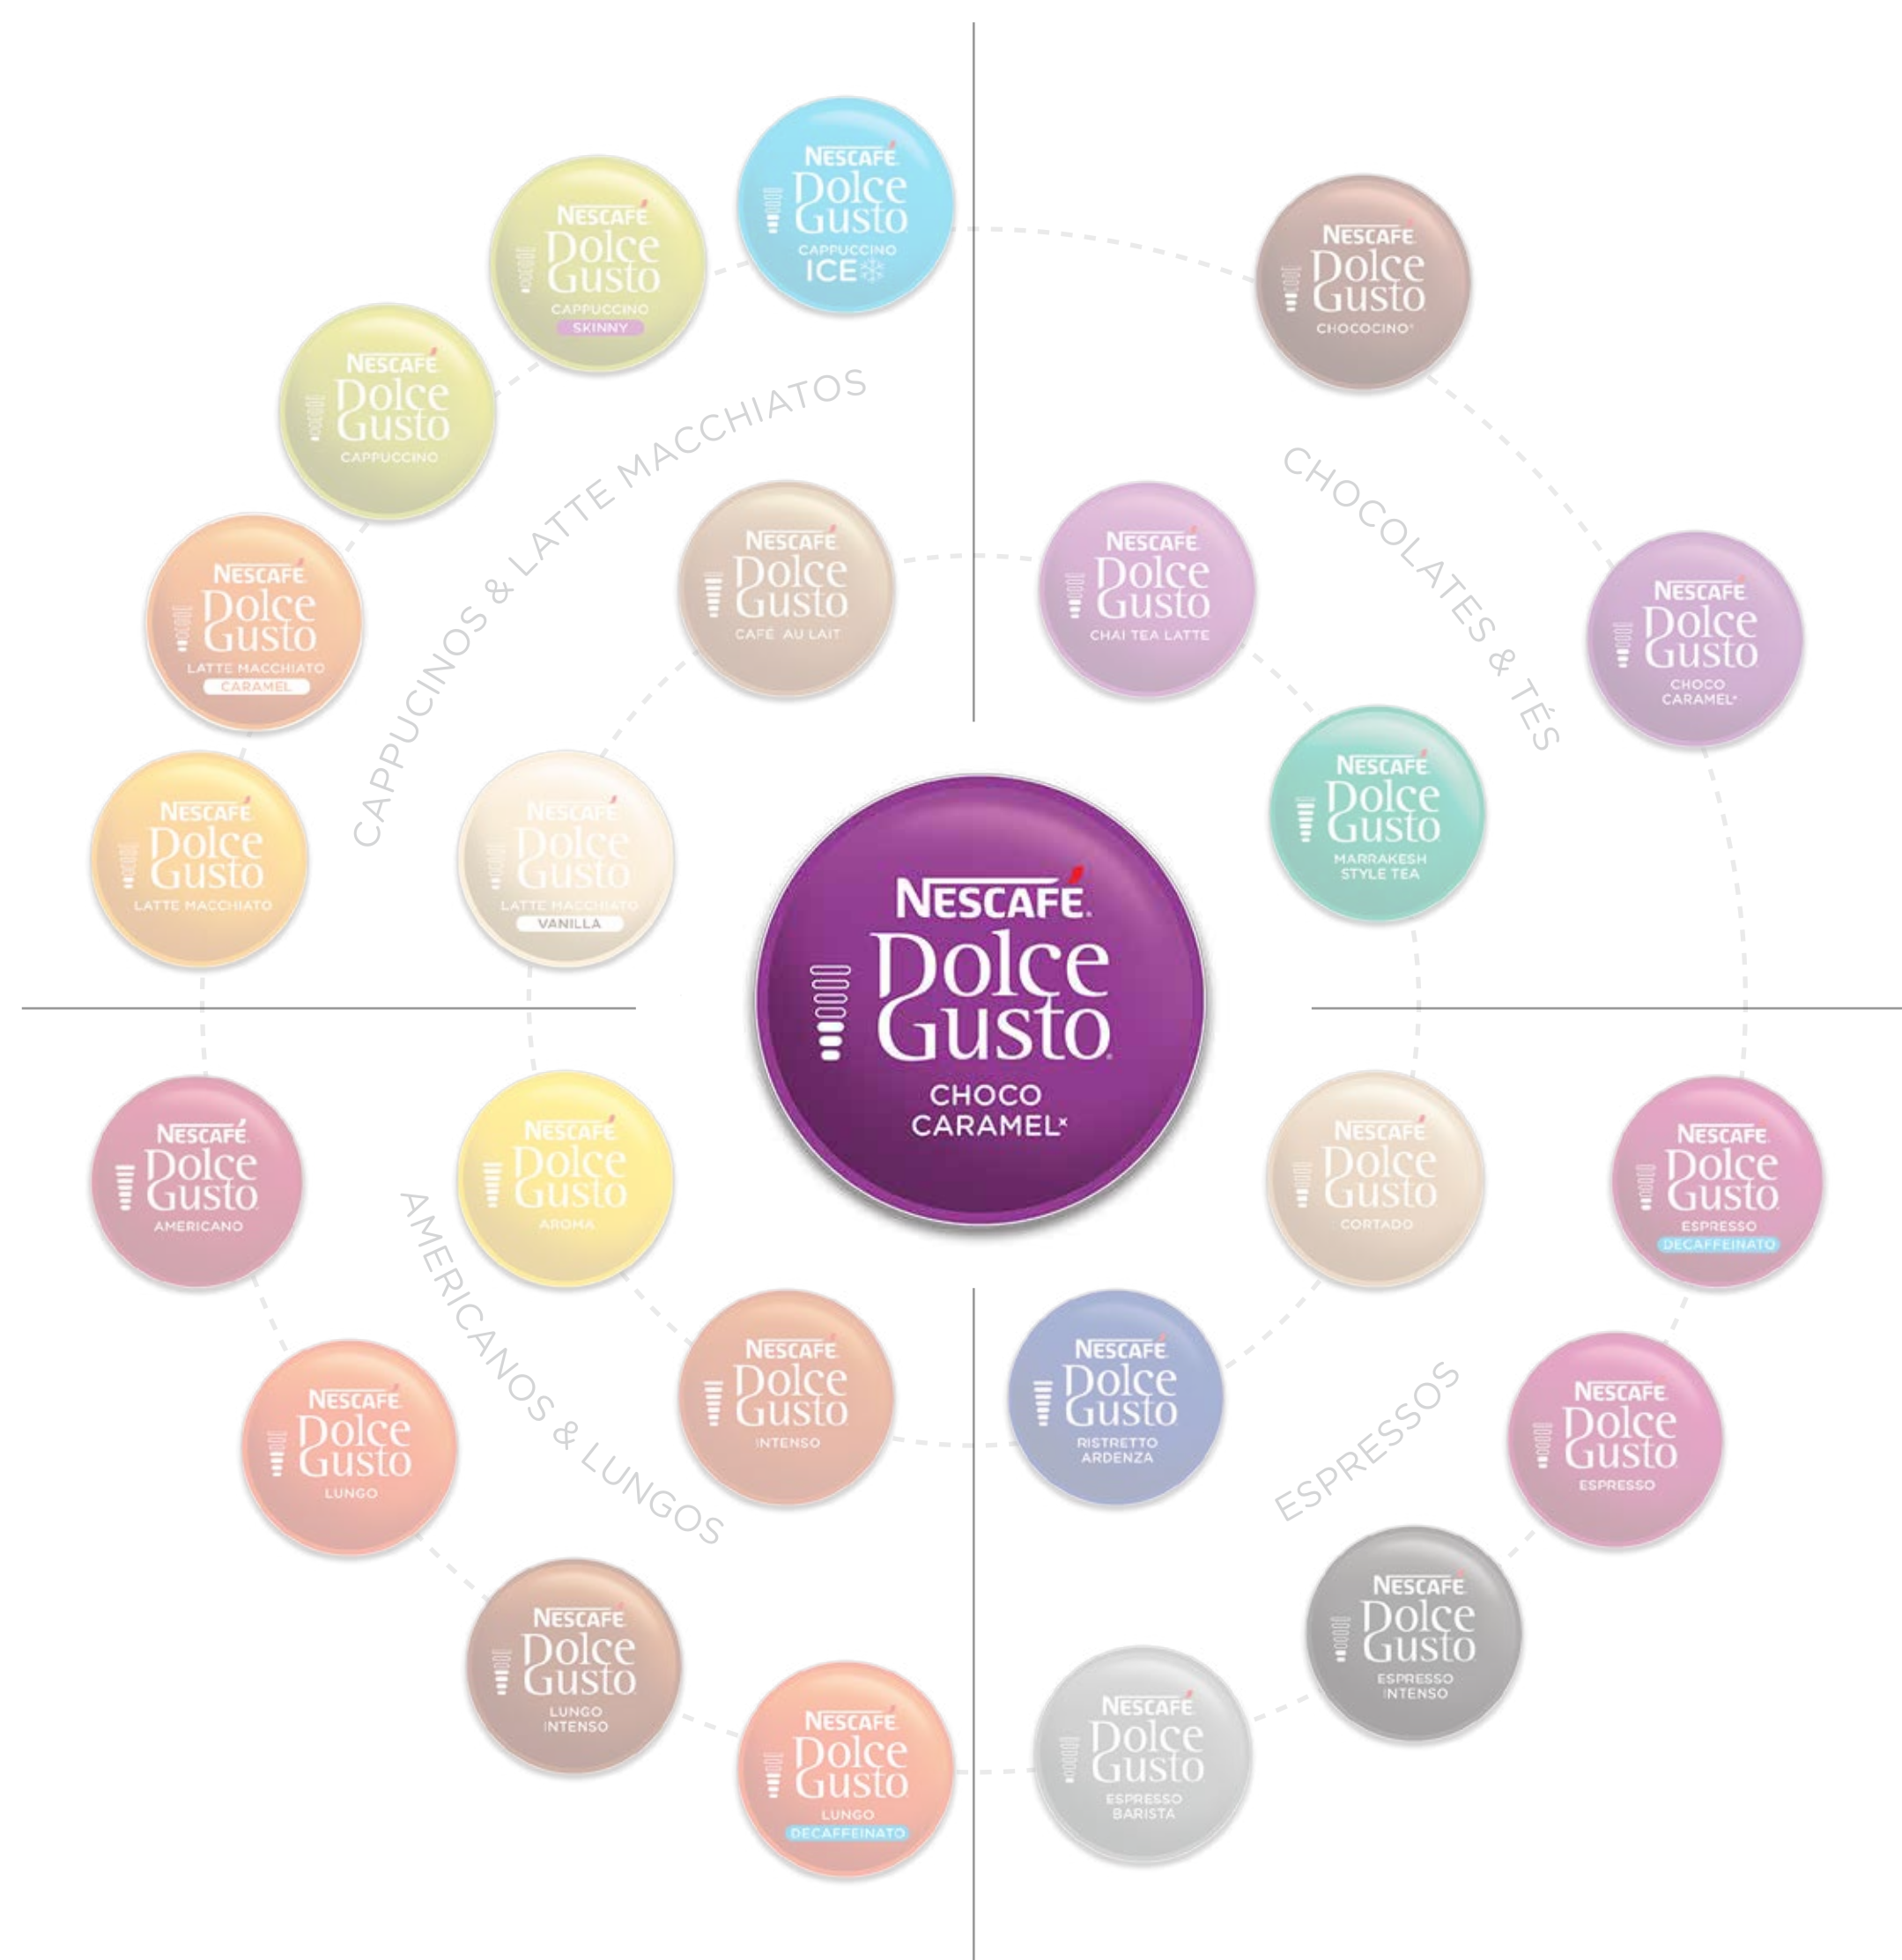 NESCAFÉ.
Dolce
Gusto
CAPPUCCINO
ICE
NESCAFÉ
Dolce
Gusto
CAPPUCCINO
SKINNY
NESCAFÉ
Dolce
Gusto
CAPPUCCINO
NESCAFÉ
Dolce
Gusto
LATTE MACCHIATO
CARAMEL
NESCAFÉ
Dolce
Gusto
LATTE MACCHIATO
CAPPUCINOS & LATTE MACCHIATOS
NESCAFÉ
Dolce
Gusto
CAFÉ AU LAIT
NESCAFÉ
Dolce
Gusto
LATTE MACCHIATO
VANILLA
NESCAFÉ
Dolce
Gusto
CHOCOCINO*
CHOCOLATES & TÉS
NESCAFÉ
Dolce
Gusto
CHAI TEA LATTE
NESCAFÉ
Dolce
Gusto
CHOCO
CARAMEL*
NESCAFÉ
Dolce
Gusto
MARRAKESH
STYLE TEA
NESCAFÉ.
Dolce
Gusto
CHOCO
CARAMEL*
NESCAFÉ
Dolce
Gusto
AMERICANO
NESCAFÉ
Dolce
Gusto
AROMA
AMERICANOS & LUNGOS
NESCAFÉ
Dolce
Gusto
LUNGO
NESCAFÉ
Dolce
Gusto
INTENSO
NESCAFÉ
Dolce
Gusto
LUNGO
INTENSO
NESCAFÉ
Dolce
Gusto
LUNGO
DECAFFEINATO
NESCAFÉ
Dolce
Gusto
CORTADO
NESCAFÉ
Dolce
Gusto
ESPRESSO
DECAFFEINATO
NESCAFÉ
Dolce
Gusto
RISTRETTO
ARDENZA
ESPRESSOS
NESCAFÉ
Dolce
Gusto
ESPRESSO
NESCAFÉ
Dolce
Gusto
ESPRESSO
INTENSO
NESCAFÉ
Dolce
Gusto
ESPRESSO
BARISTA